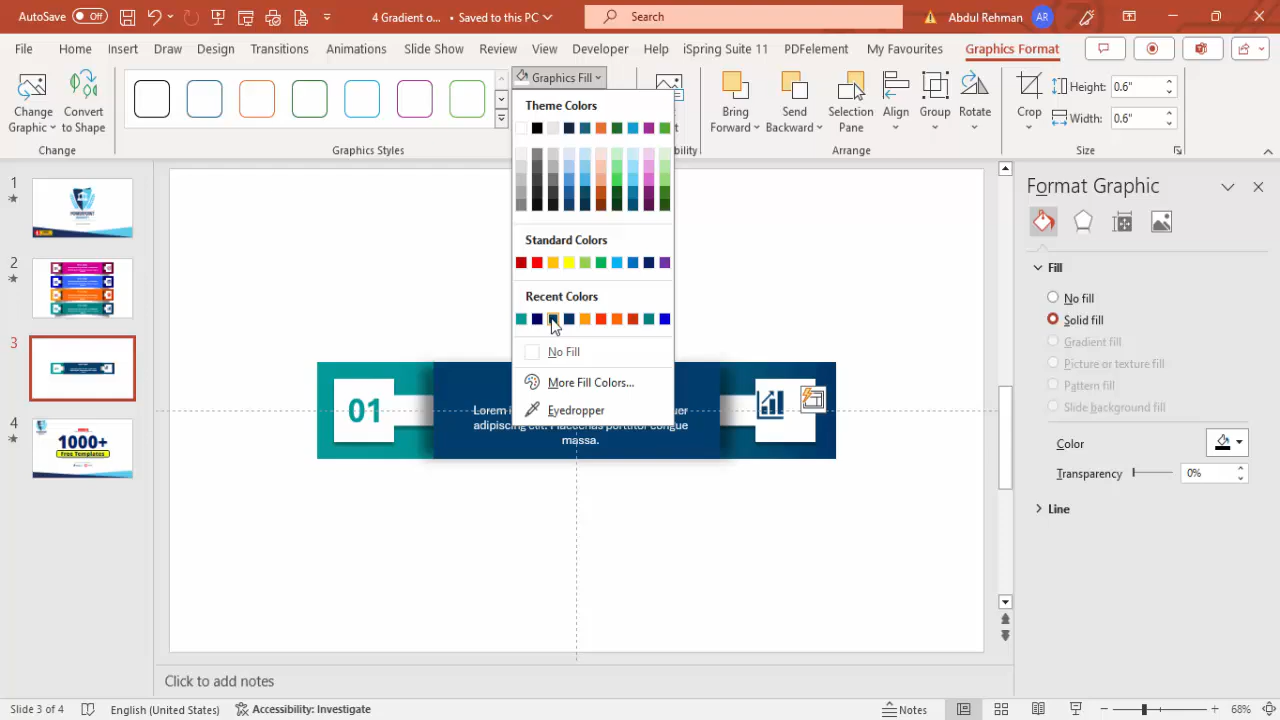 AutoSave Off 4 Gradient o... • Saved to this PC Search Abdul Rehman AR
File Home Insert Draw Design Transitions Animations Slide Show Review View Developer Help iSpring Suite 11 PDFelement My Favourites Graphics Format
Graphics Fill
Change Graphic
Convert to Shape
Bring Forward
Send Backward
Selection Pane
Align
Group
Rotate
Crop
Height: 0.6"
Width: 0.6"
Change Graphics Styles Arrange Size
Theme Colors
Standard Colors
Recent Colors
No Fill
More Fill Colors...
Eyedropper
1
2
3
4
1000+
Free Templates
01
adipiscing elit. Maecenas porttitor congue
massa.
Format Graphic
Fill
No fill
Solid fill
Gradient fill
Picture or texture fill
Pattern fill
Slide background fill
Color
Transparency 0%
Line
Click to add notes
Slide 3 of 4 English (United States) Accessibility: Investigate Notes 68%